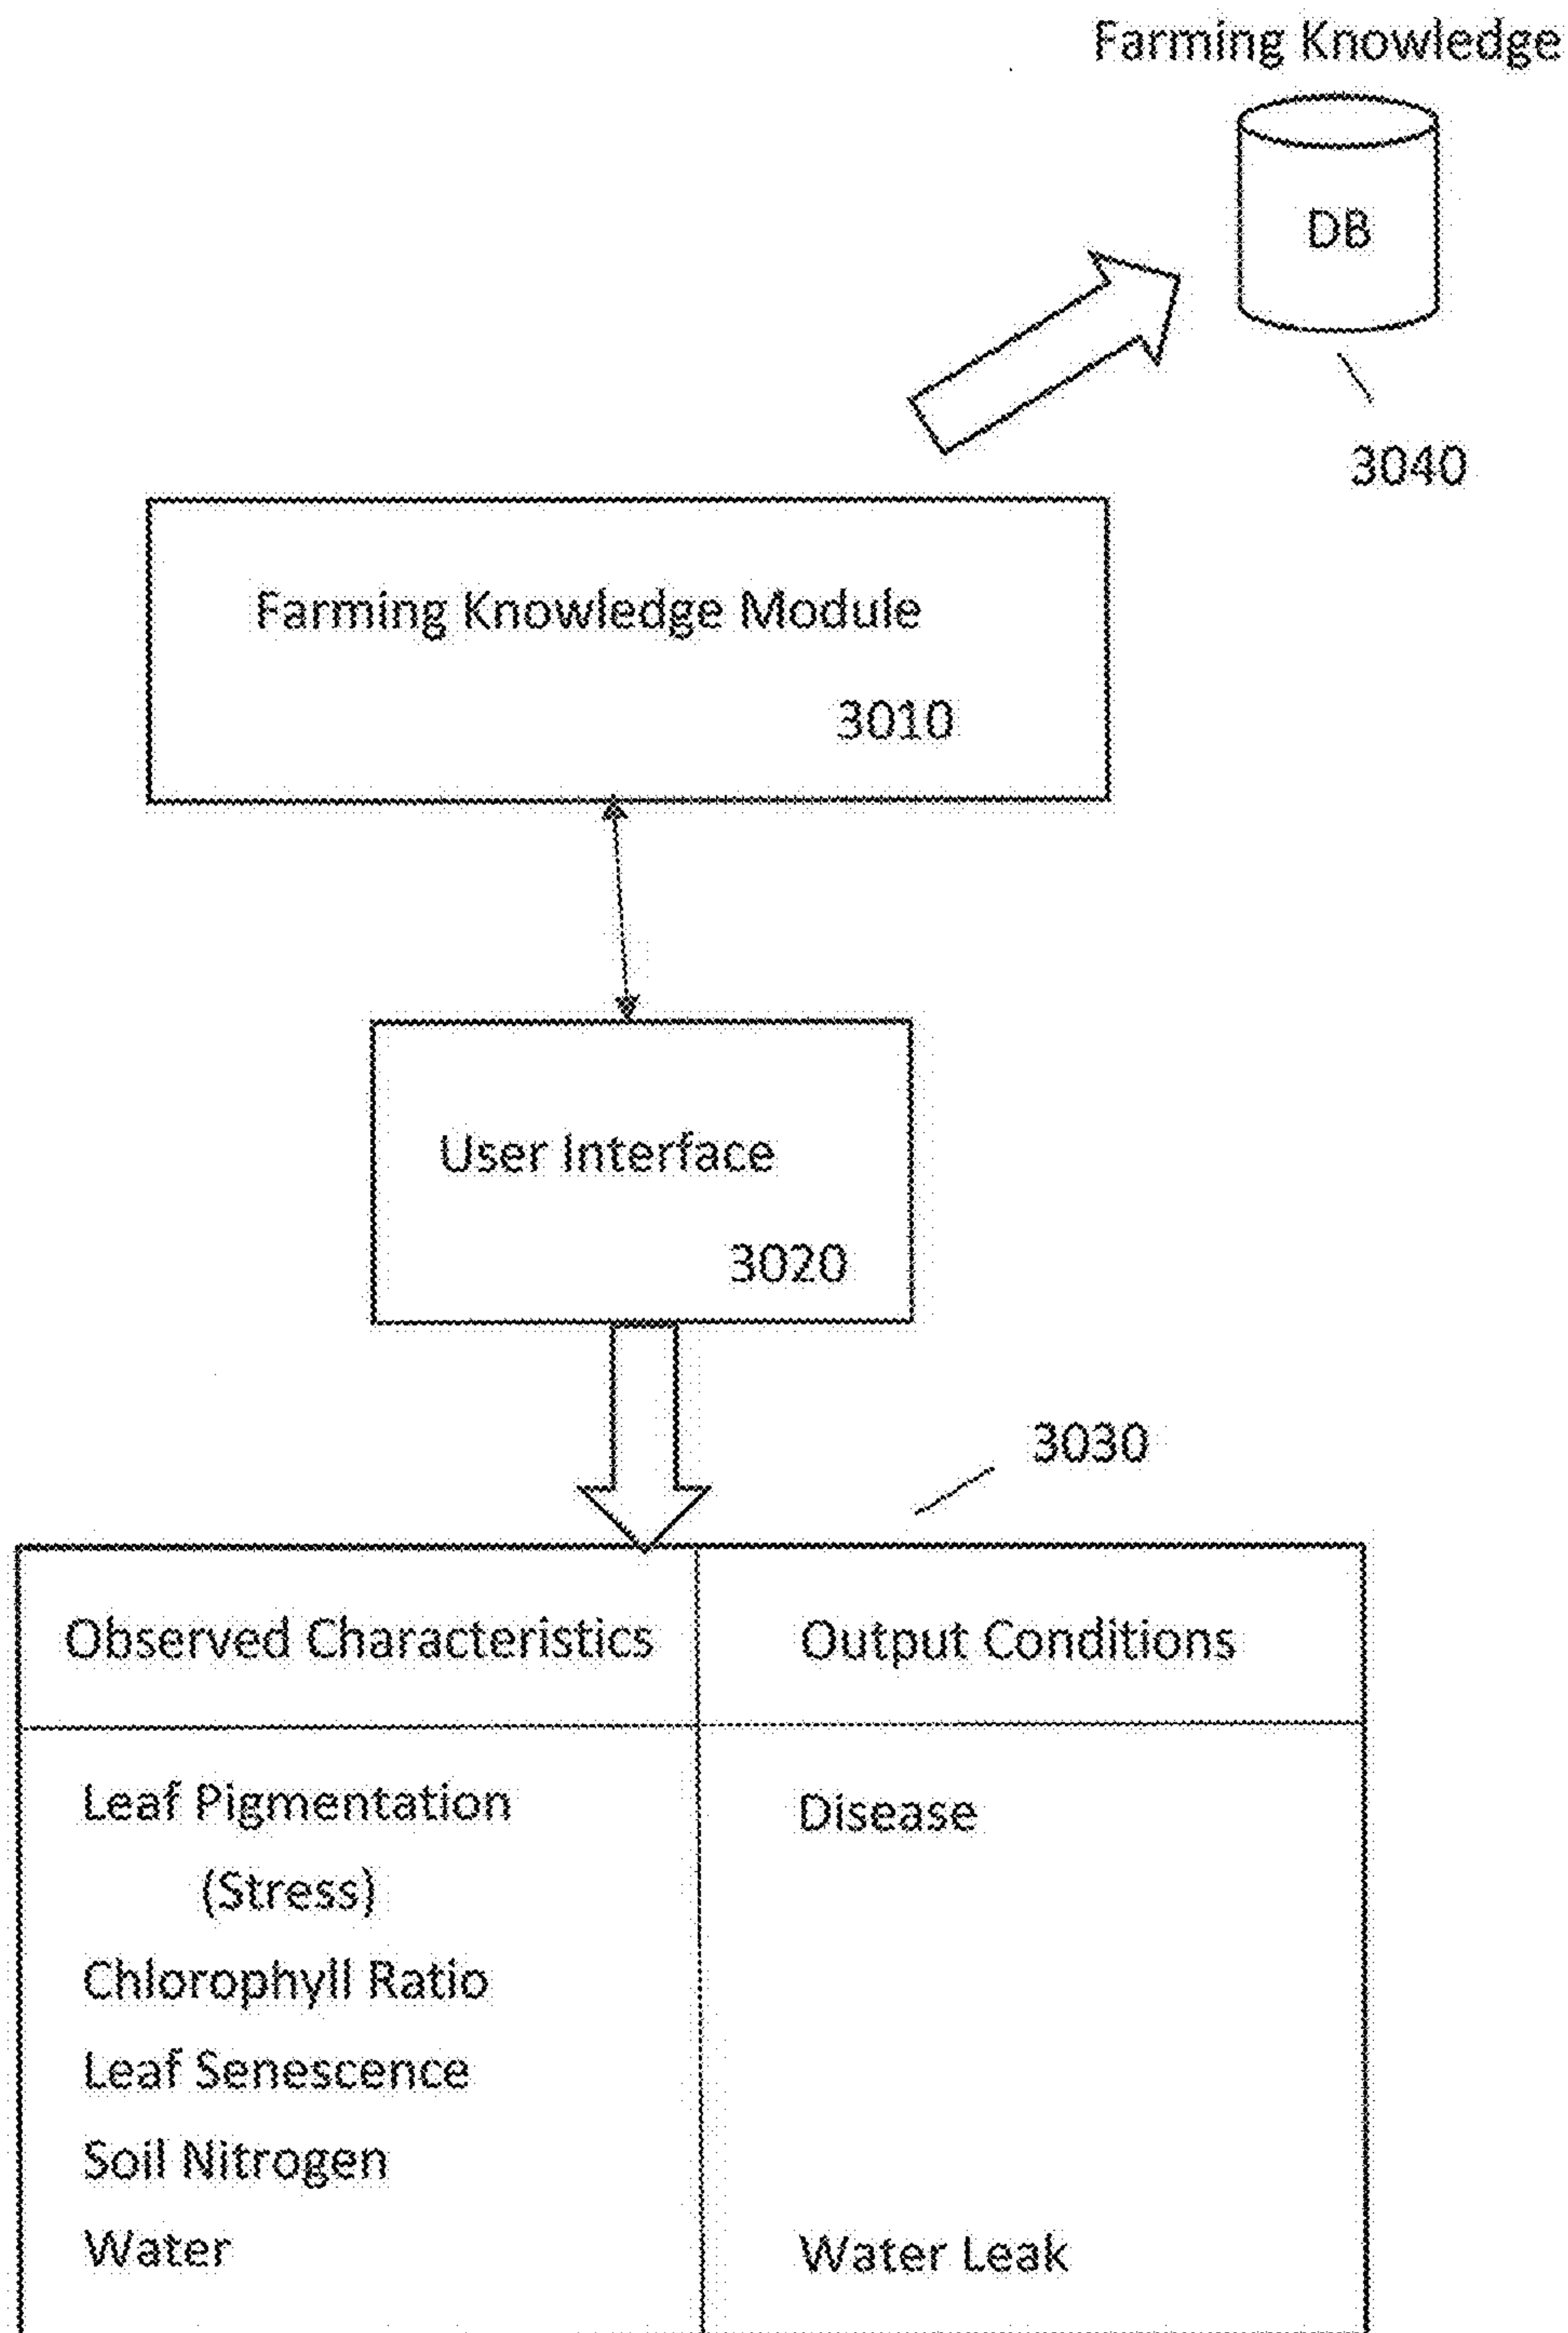 Farming Knowledge
DB
3040
Farming Knowledge Module
3010
User Interface
3020
3030
Observed Characteristics
Output Conditions
Leaf Pigmentation
(Stress)
Chlorophyll Ratio
Leaf Senescence
Soil Nitrogen
Water
Disease
Water Leak